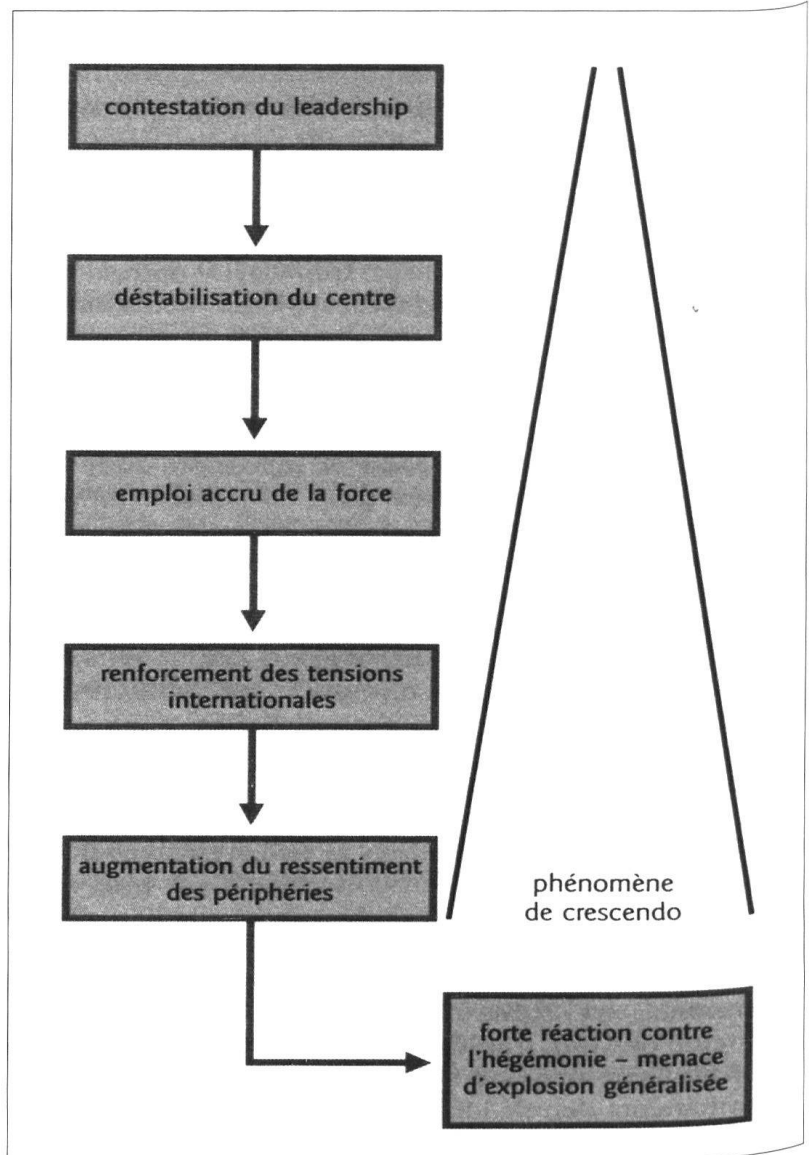 contestation du leadership
déstabilisation du centre
emploi accru de la force
renforcement des tensions
internationales
augmentation du ressentiment
des périphéries
phénomène
de crescendo
forte réaction contre
l'hégémonie – menace
d'explosion généralisée